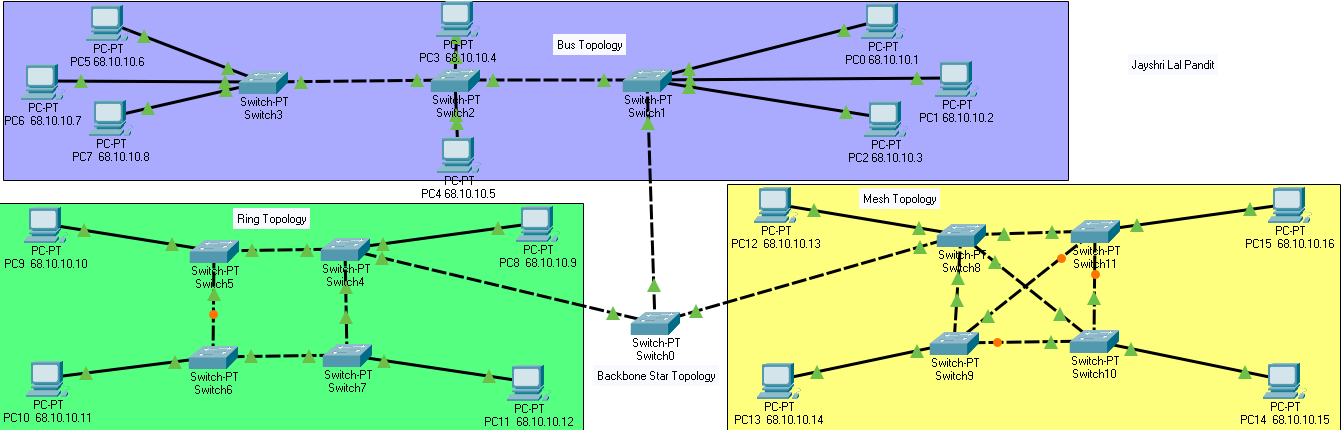 PC-PT
PC5 68.10.10.6
PC-PT
PC3 68.10.10.4
Bus Topology
PC-PT
PC0 68.10.10.1
Jayshri Lal Pandit
PC-PT
PC6 68.10.10.7
Switch-PT
Switch3
Switch-PT
Switch2
Switch-PT
Switch1
PC-PT
PC1 68.10.10.2
PC-PT
PC7 68.10.10.8
PC-PT
PC4 68.10.10.5
PC-PT
PC2 68.10.10.3
Ring Topology
PC-PT
PC9 68.10.10.10
Switch-PT
Switch5
Switch-PT
Switch4
PC-PT
PC8 68.10.10.9
PC-PT
PC10 68.10.10.11
Switch-PT
Switch6
Switch-PT
Switch7
PC-PT
PC11 68.10.10.12
Switch-PT
Switch0
Backbone Star Topology
Mesh Topology
PC-PT
PC12 68.10.10.13
Switch-PT
Switch8
Switch-PT
Switch11
PC-PT
PC15 68.10.10.16
PC-PT
PC13 68.10.10.14
Switch-PT
Switch9
Switch-PT
Switch10
PC-PT
PC14 68.10.10.15